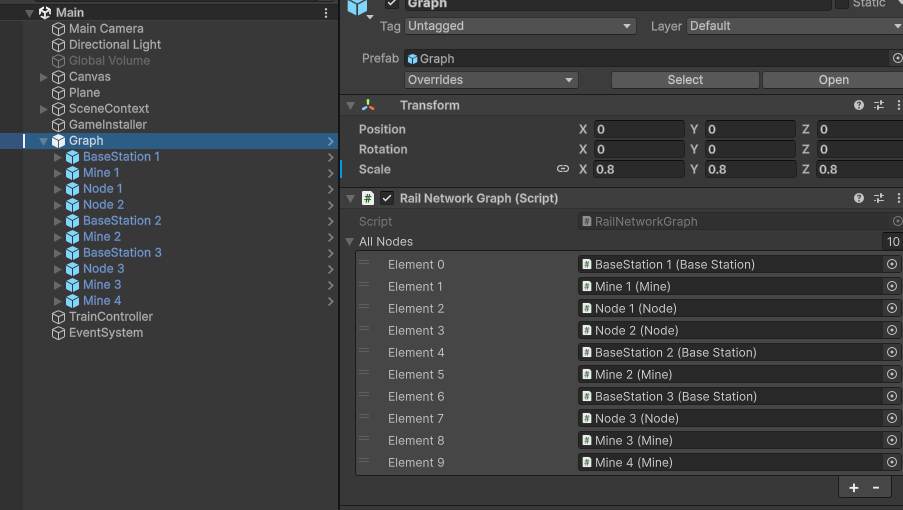 Main
Main Camera
Directional Light
Global Volume
Canvas
Plane
SceneContext
GameInstaller
Graph
BaseStation 1
Mine 1
Node 1
Node 2
BaseStation 2
Mine 2
BaseStation 3
Node 3
Mine 3
Mine 4
TrainController
EventSystem
Graph Static
Tag Untagged Layer Default
Prefab Graph
Overrides Select Open
Transform
Position X 0 Y 0 Z 0
Rotation X 0 Y 0 Z 0
Scale X 0.8 Y 0.8 Z 0.8
# Rail Network Graph (Script)
Script RailNetworkGraph
All Nodes 10
Element 0 BaseStation 1 (Base Station)
Element 1 Mine 1 (Mine)
Element 2 Node 1 (Node)
Element 3 Node 2 (Node)
Element 4 BaseStation 2 (Base Station)
Element 5 Mine 2 (Mine)
Element 6 BaseStation 3 (Base Station)
Element 7 Node 3 (Node)
Element 8 Mine 3 (Mine)
Element 9 Mine 4 (Mine)
+ -